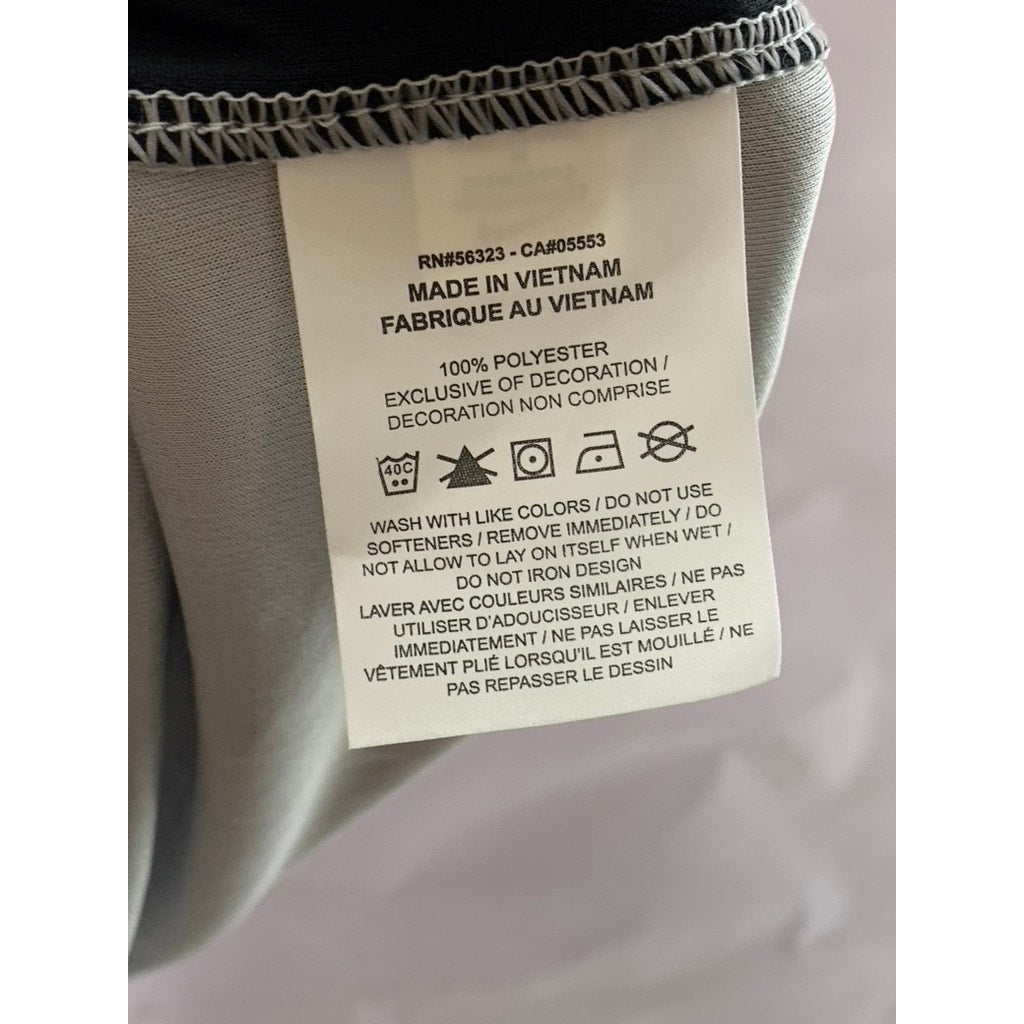 RN#56323 - CA#05553
MADE IN VIETNAM
FABRIQUE AU VIETNAM
100% POLYESTER
EXCLUSIVE OF DECORATION /
DECORATION NON COMPRISE
40C
WASH WITH LIKE COLORS / DO NOT USE
SOFTENERS / REMOVE IMMEDIATELY / DO
NOT ALLOW TO LAY ON ITSELF WHEN WET /
DO NOT IRON DESIGN
LAVER AVEC COULEURS SIMILAIRES / NE PAS
UTILISER D'ADOUCISSEUR / ENLEVER
IMMEDIATEMENT / NE PAS LAISSER LE
VÊTEMENT PLIÉ LORSQU'IL EST MOUILLÉ / NE
PAS REPASSER LE DESSIN